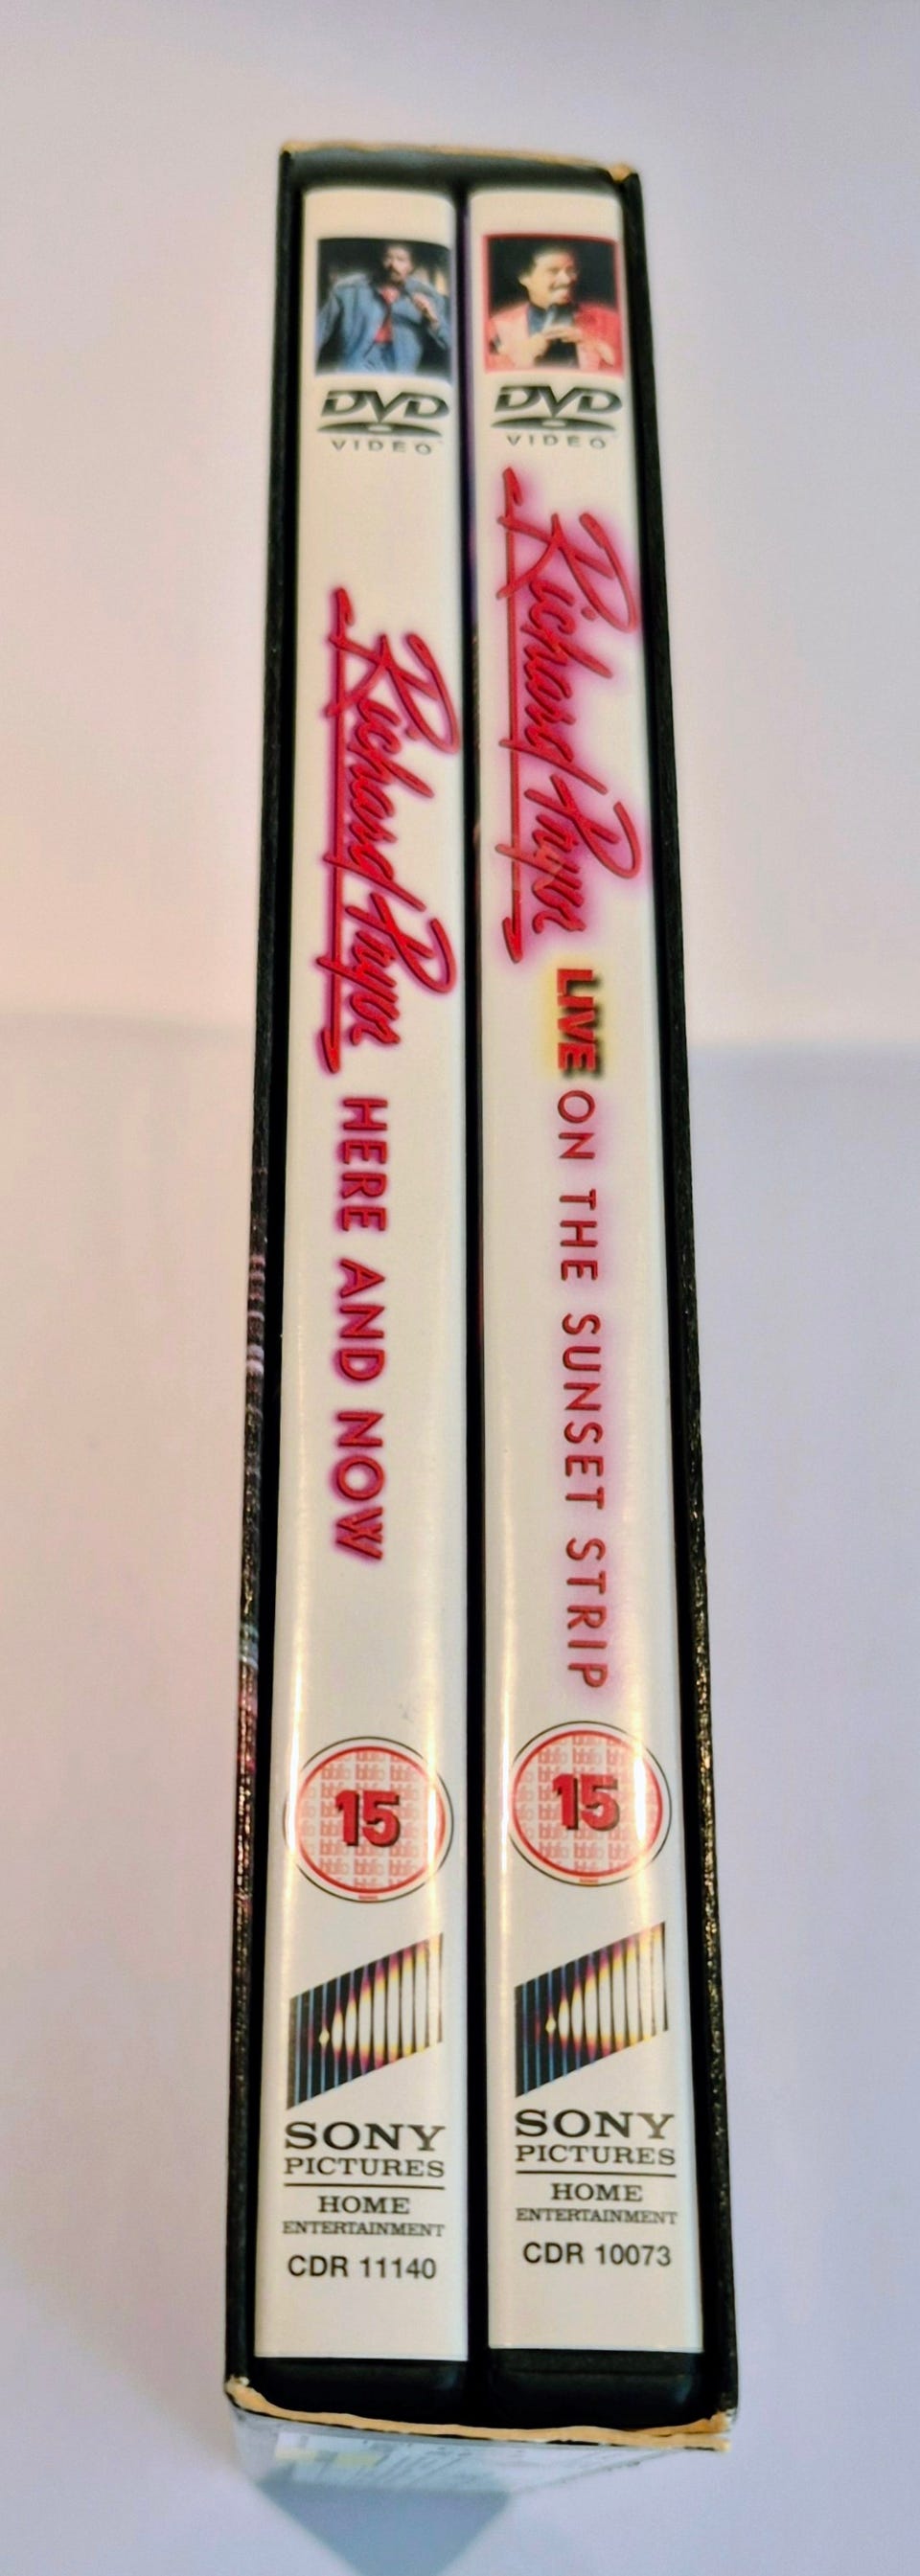 DVD
VIDEO
Richard Pryor
HERE AND NOW
15
SONY
PICTURES
HOME
ENTERTAINMENT
CDR 11140
DVD
VIDEO
Richard Pryor
LIVE ON THE SUNSET STRIP
15
SONY
PICTURES
HOME
ENTERTAINMENT
CDR 10073